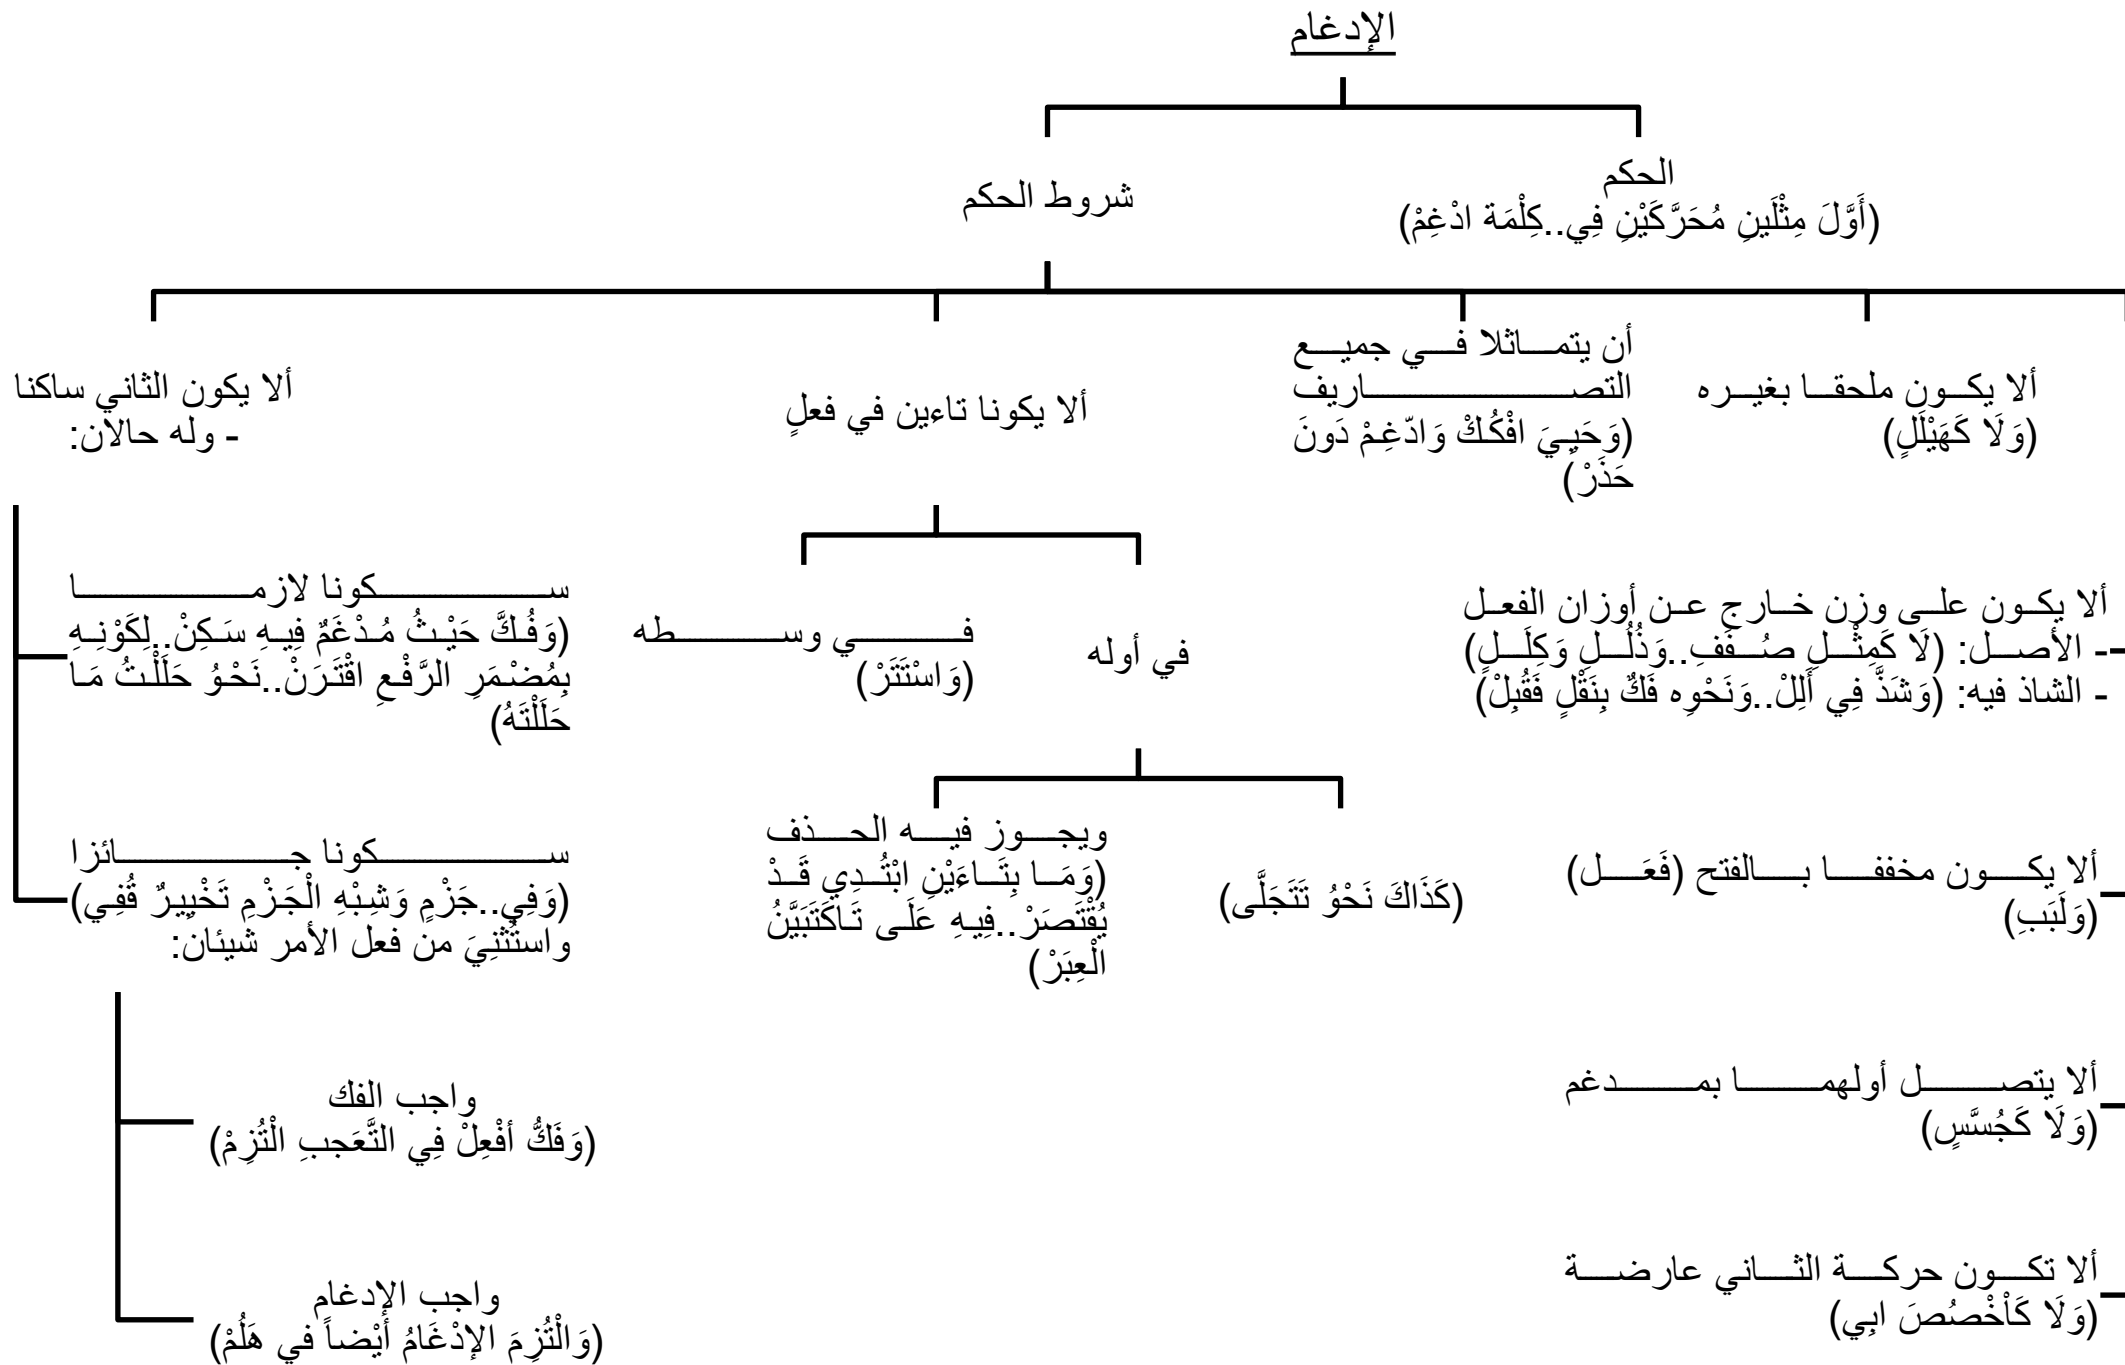 الإدغام
الحكم
(أَوَّلَ مِثْلَينِ مُحَرَّكَيْنِ فِي..كِلْمَة ادْغِمْ)
شروط الحكم
ألا يكون ملحقا بغيره
(وَلَا كَهَيْلَلٍ)
أن يتماثلا في جميع
التصاريف
(وَحَيِيَ افْكُكْ وَادّغِمْ دَونَ
حَذَرْ)
ألا يكونا تاءين في فعلٍ
ألا يكون الثاني ساكنا
- وله حالان:
ألا يكون على وزن خارج عن أوزان الفعل
- الأصل: (لَا كَمِثْلِ صُفَفِ..وَذُلُلِ وَكِلَلٍ)
- الشاذ فيه: (وَشَذَّ فِي أَلِلْ..وَنَحْوِه فَكٌ بِنَقْلٍ فَقُبِلْ)
ألا يكون مخففا بالفتح (فَعَل)
(وَلَبَبِ)
ألا يتصل أولهما بمدغم
(وَلَا كَجُسَّسٍ)
ألا تكون حركة الثاني عارضة
(وَلَا كَاْخْصُصَ ابِي)
في أوله
في وسطه
(وَاسْتَتَرْ)
(كَذَاكَ نَحْوُ تَتَجَلَّى)
ويجوز فيه الحذف
(وَمَا بِتَاءَيْنِ ابْتُدِي قَدْ
يُقْتَصَرْ..فِيهِ عَلَى تَاكَتَبَيَّنُ
الْعِبَرْ)
سكونا لازما
(وَفُكَّ حَيْثُ مُدْغَمٌ فِيهِ سَكِنْ..لِكَوْنِهِ
بِمُضْمَرِ الرَّفْعِ اقْتَرَنْ..نَحْوُ حَلَلْتُ مَا
حَلَلْتَهُ)
سكونا جائزا
(وَفِي..جَزْمٍ وَشِبْهِ الْجَزْمِ تَخْيِيرٌ قُفِي)
واستُثنِيَ من فعل الأمر شيئان:
واجب الفك
(وَفَكُّ أفْعِلْ فِي التَّعَجبِ الْتُزِمْ)
واجب الإدغام
(وَالْتُزِمَ الإدْغَامُ أَيْضاً في هَلُمْ)